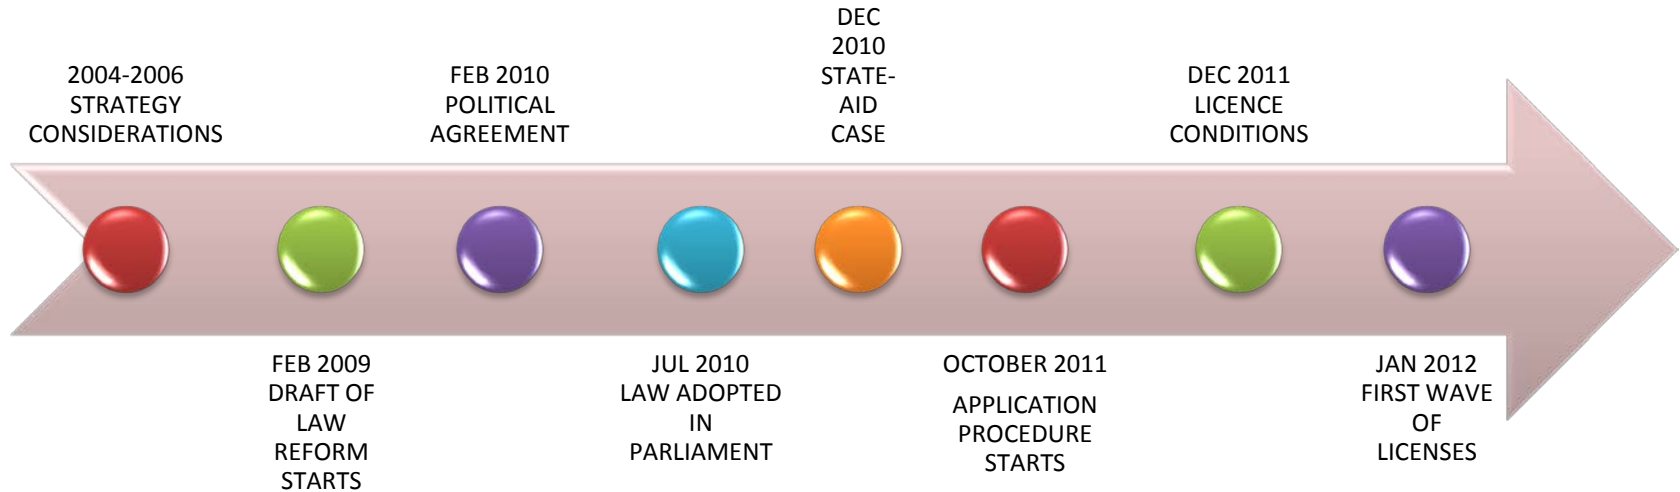 2004-2006
STRATEGY
CONSIDERATIONS
FEB 2009
DRAFT OF
LAW
REFORM
STARTS
FEB 2010
POLITICAL
AGREEMENT
JUL 2010
LAW ADOPTED
IN
PARLIAMENT
DEC
2010
STATE-
AID
CASE
OCTOBER 2011
APPLICATION
PROCEDURE
STARTS
DEC 2011
LICENCE
CONDITIONS
JAN 2012
FIRST WAVE
OF
LICENSES